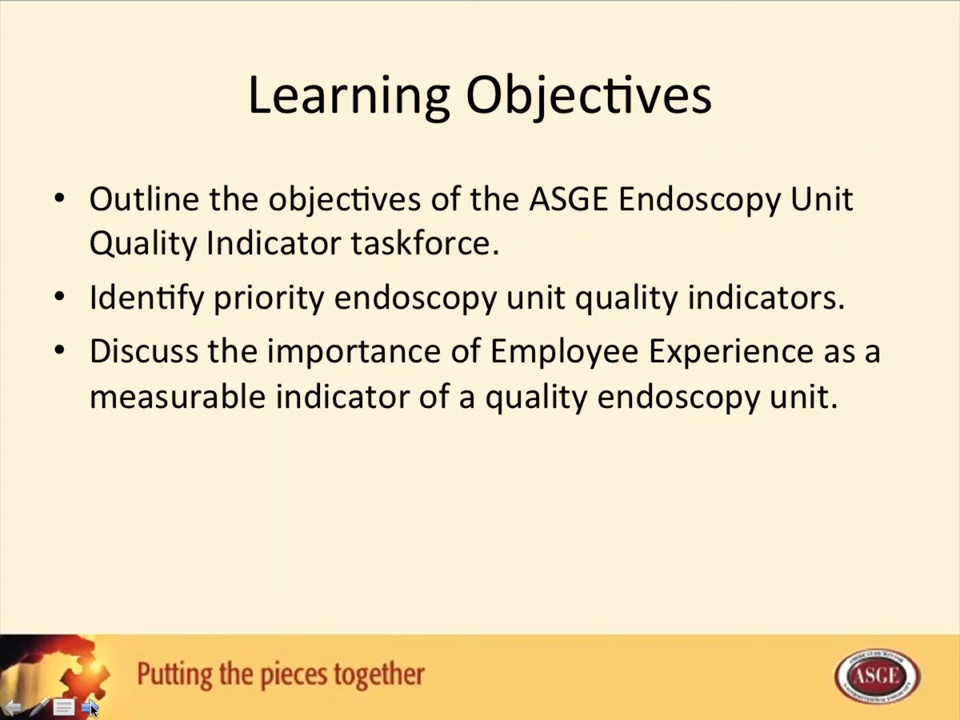 Learning Objectives
• Outline the objectives of the ASGE Endoscopy Unit
Quality Indicator taskforce.
• Identify priority endoscopy unit quality indicators.
• Discuss the importance of Employee Experience as a
measurable indicator of a quality endoscopy unit.
Putting the pieces together
ASGE